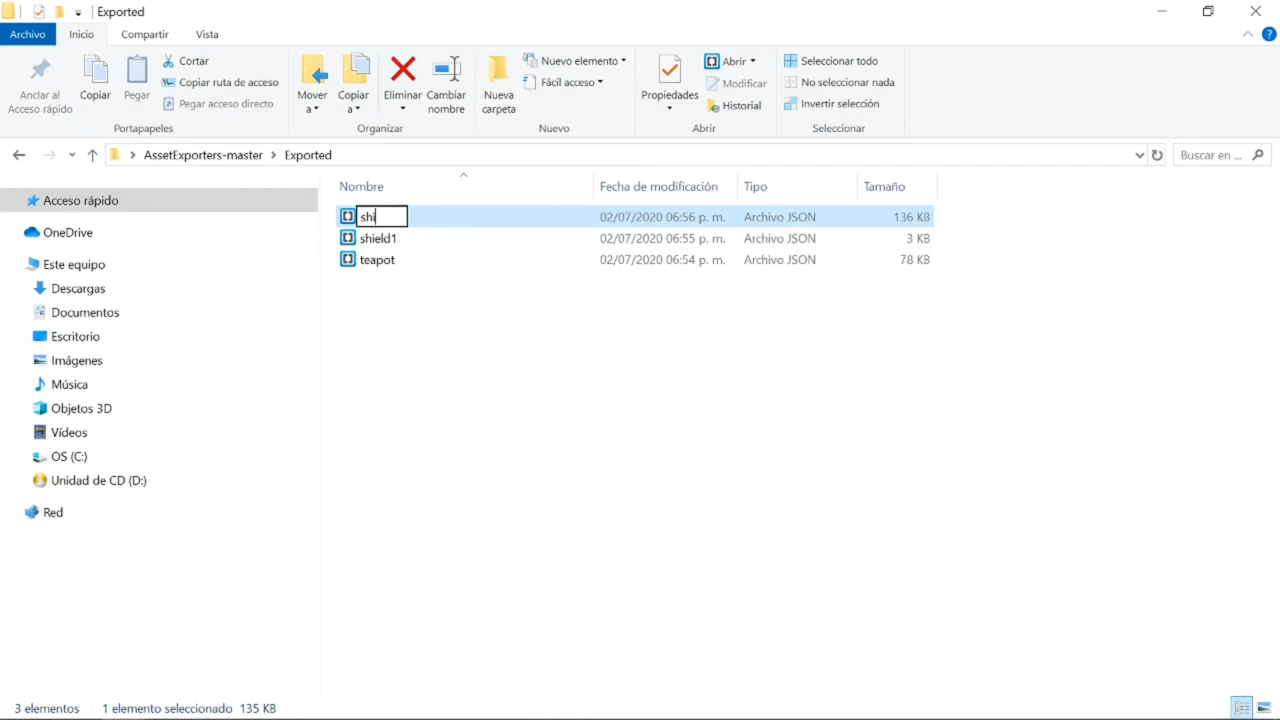 Exported
Archivo Inicio Compartir Vista
Anclar al Acceso rápido
Copiar
Pegar
Cortar
Copiar ruta de acceso
Pegar acceso directo
Portapapeles
Mover a
Copiar a
Eliminar
Cambiar nombre
Organizar
Nueva carpeta
Nuevo elemento
Fácil acceso
Nuevo
Propiedades
Abrir
Modificar
Historial
Abrir
Seleccionar todo
No seleccionar nada
Invertir selección
Seleccionar
AssetExporters-master > Exported
Buscar en ...
Nombre Fecha de modificación Tipo Tamaño
shi 02/07/2020 06:56 p. m. Archivo JSON 136 KB
shield1 02/07/2020 06:55 p. m. Archivo JSON 3 KB
teapot 02/07/2020 06:54 p. m. Archivo JSON 78 KB
Acceso rápido
OneDrive
Este equipo
Descargas
Documentos
Escritorio
Imágenes
Música
Objetos 3D
Vídeos
OS (C:)
Unidad de CD (D:)
Red
3 elementos 1 elemento seleccionado 135 KB